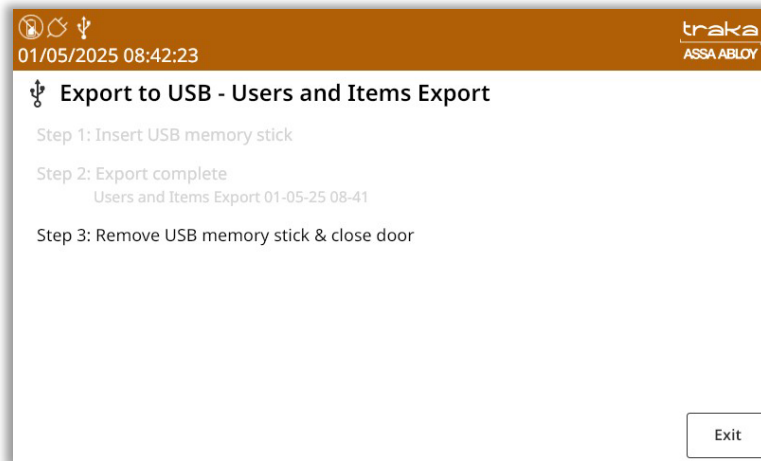 traka
01/05/2025 08:42:23
ASSA ABLOY
Export to USB - Users and Items Export
Step 1: Insert USB memory stick
Step 2: Export complete
Users and Items Export 01-05-25 08-41
Step 3: Remove USB memory stick & close door
Exit